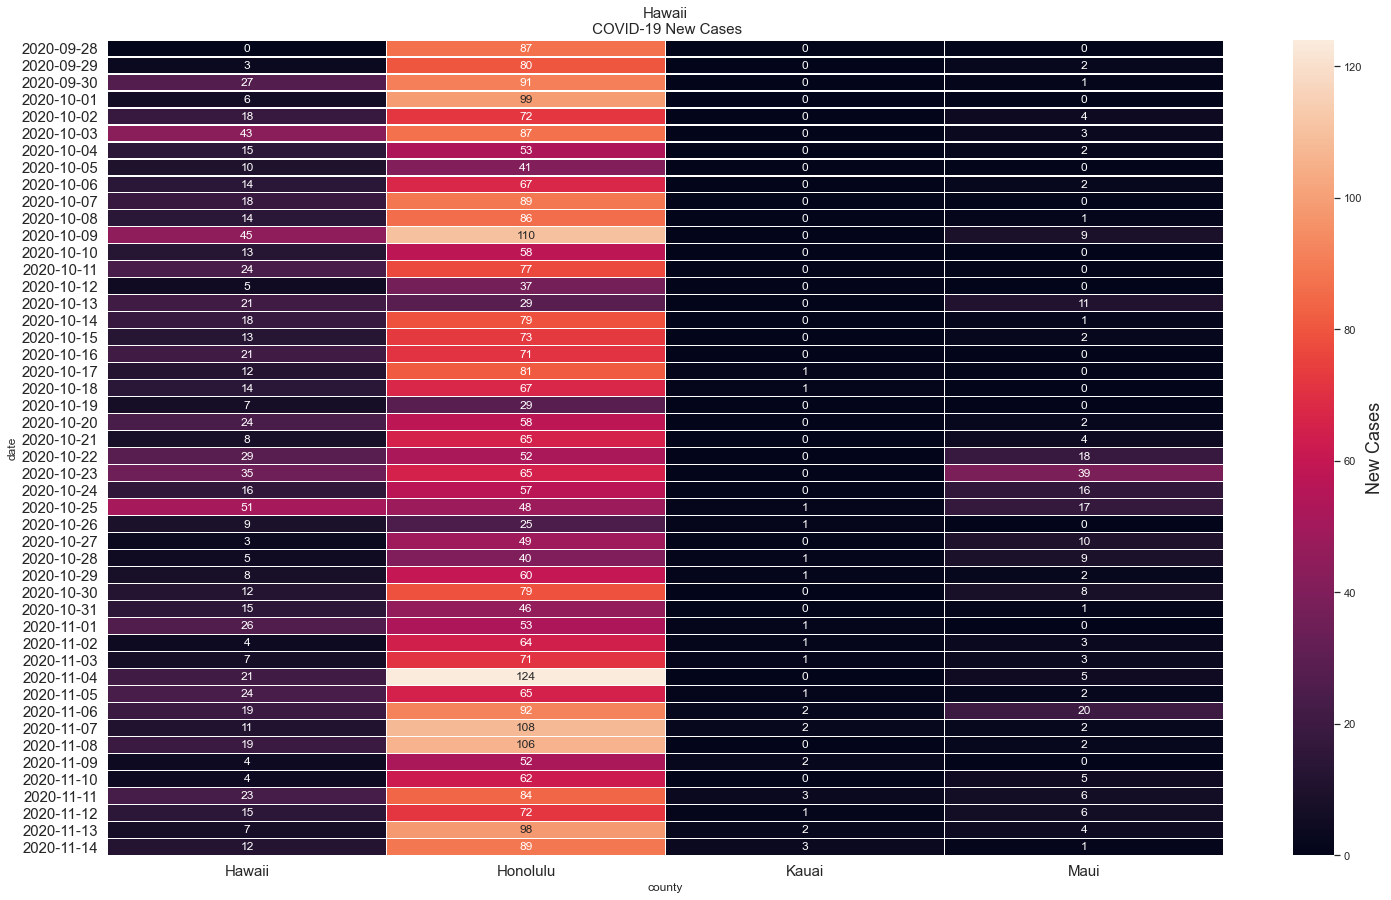 Hawaii
COVID-19 New Cases
2020-09-28 0 87 0 0
2020-09-29 3 80 0 2
2020-09-30 27 91 0 1
2020-10-01 6 99 0 0
2020-10-02 18 72 0 4
2020-10-03 43 87 0 3
2020-10-04 15 53 0 2
2020-10-05 10 41 0 0
2020-10-06 14 67 0 2
2020-10-07 18 89 0 0
2020-10-08 14 86 0 1
2020-10-09 45 110 0 9
2020-10-10 13 58 0 0
2020-10-11 24 77 0 0
2020-10-12 5 37 0 0
2020-10-13 21 29 0 11
2020-10-14 18 79 0 1
2020-10-15 13 73 0 2
2020-10-16 21 71 0 0
2020-10-17 12 81 1 0
2020-10-18 14 67 1 0
2020-10-19 7 29 0 0
2020-10-20 24 58 0 2
2020-10-21 8 65 0 4
2020-10-22 29 52 0 18
2020-10-23 35 65 0 39
2020-10-24 16 57 0 16
2020-10-25 51 48 1 17
2020-10-26 9 25 1 0
2020-10-27 3 49 0 10
2020-10-28 5 40 1 9
2020-10-29 8 60 1 2
2020-10-30 12 79 0 8
2020-10-31 15 46 0 1
2020-11-01 26 53 1 0
2020-11-02 4 64 1 3
2020-11-03 7 71 1 3
2020-11-04 21 124 0 5
2020-11-05 24 65 1 2
2020-11-06 19 92 2 20
2020-11-07 11 108 2 2
2020-11-08 19 106 0 2
2020-11-09 4 52 2 0
2020-11-10 4 62 0 5
2020-11-11 23 84 3 6
2020-11-12 15 72 1 6
2020-11-13 7 98 2 4
2020-11-14 12 89 3 1
Hawaii Honolulu Kauai Maui
county
date
120
100
80
60
40
20
0
New Cases